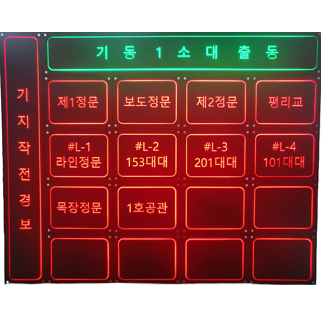 기 동 1 소 대 출 동
기
지
작
전
경
보
제1정문
보도정문
제2정문
평리교
#L-1
라인정문
#L-2
153대대
#L-3
201대대
#L-4
101대대
목장정문
1호공관